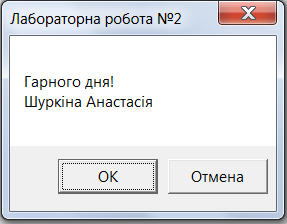 Лабораторна робота №2
Гарного дня!
Шуркіна Анастасія
OK
Отмена